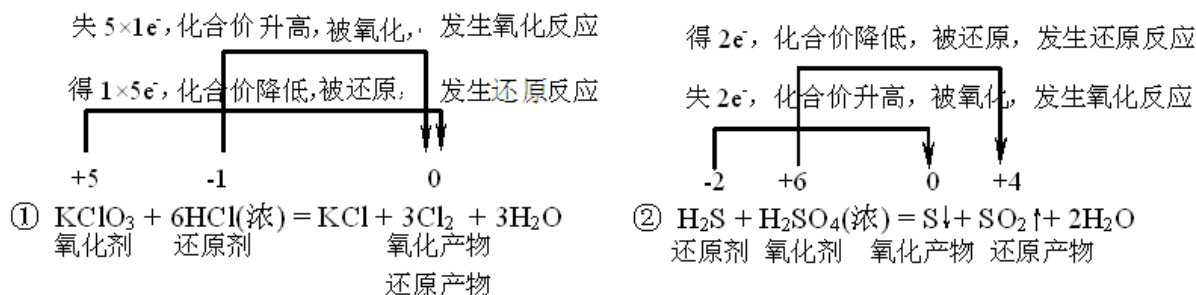 失 5×1e⁻，化合价升高，被氧化，发生氧化反应
得 1×5e⁻，化合价降低，被还原，发生还原反应
+5 -1 0
① KClO₃ + 6HCl(浓) = KCl + 3Cl₂ + 3H₂O
氧化剂 还原剂 氧化产物
还原产物
得 2e⁻，化合价降低，被还原，发生还原反应
失 2e⁻，化合价升高，被氧化，发生氧化反应
-2 +6 0 +4
② H₂S + H₂SO₄(浓) = S↓ + SO₂↑ + 2H₂O
还原剂 氧化剂 氧化产物 还原产物